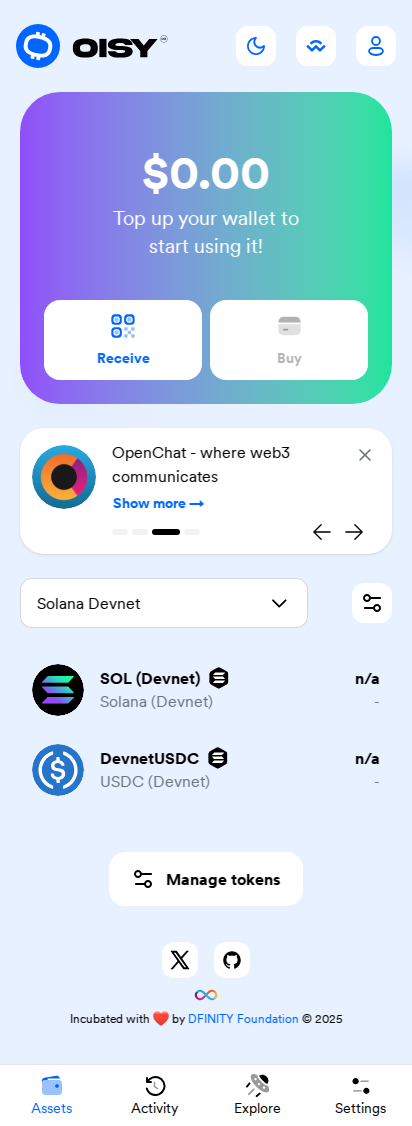 OISY
$0.00
Top up your wallet to
start using it!
Receive
Buy
OpenChat - where web3
communicates
Show more →
Solana Devnet
SOL (Devnet)
n/a
Solana (Devnet)
-
DevnetUSDC
n/a
USDC (Devnet)
-
Manage tokens
Incubated with ❤️ by DFINITY Foundation © 2025
Assets
Activity
Explore
Settings